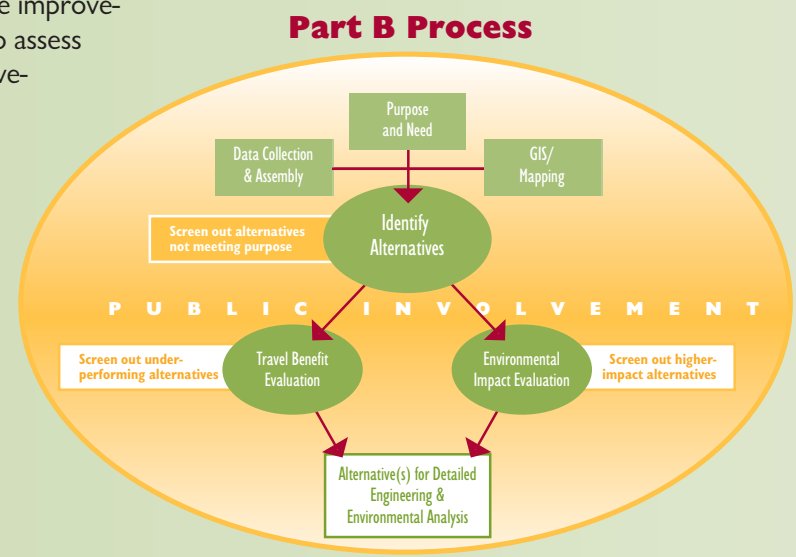 e improve-
o assess
ve-
Part B Process
Purpose
and Need
Data Collection
& Assembly
GIS/
Mapping
Identify
Alternatives
Screen out alternatives
not meeting purpose
PUBLIC INVOLVEMENT
Screen out under-
performing alternatives
Travel Benefit
Evaluation
Environmental
Impact Evaluation
Screen out higher-
impact alternatives
Alternative(s) for Detailed
Engineering &
Environmental Analysis